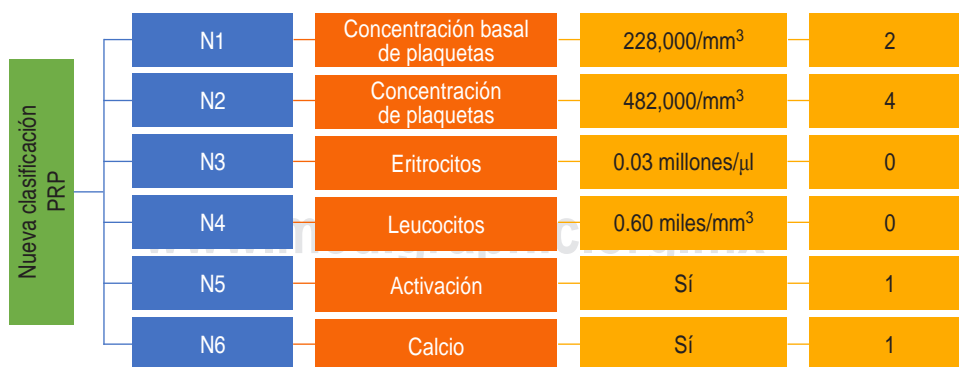 Nueva clasificación
PRP
N1
Concentración basal
de plaquetas
228,000/mm³
2
N2
Concentración
de plaquetas
482,000/mm³
4
N3
Eritrocitos
0.03 millones/μl
0
N4
Leucocitos
0.60 miles/mm³
0
N5
Activación
Sí
1
N6
Calcio
Sí
1